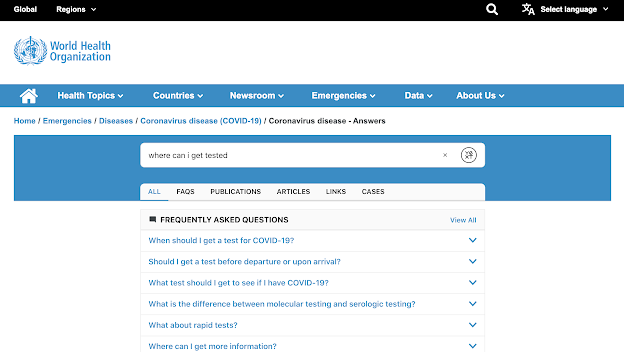 Global Regions Select language
World Health
Organization
Health Topics Countries Newsroom Emergencies Data About Us
Home / Emergencies / Diseases / Coronavirus disease (COVID-19) / Coronavirus disease - Answers
where can i get tested ×
ALL FAQS PUBLICATIONS ARTICLES LINKS CASES
FREQUENTLY ASKED QUESTIONS View All
When should I get a test for COVID-19?
Should I get a test before departure or upon arrival?
What test should I get to see if I have COVID-19?
What is the difference between molecular testing and serologic testing?
What about rapid tests?
Where can I get more information?